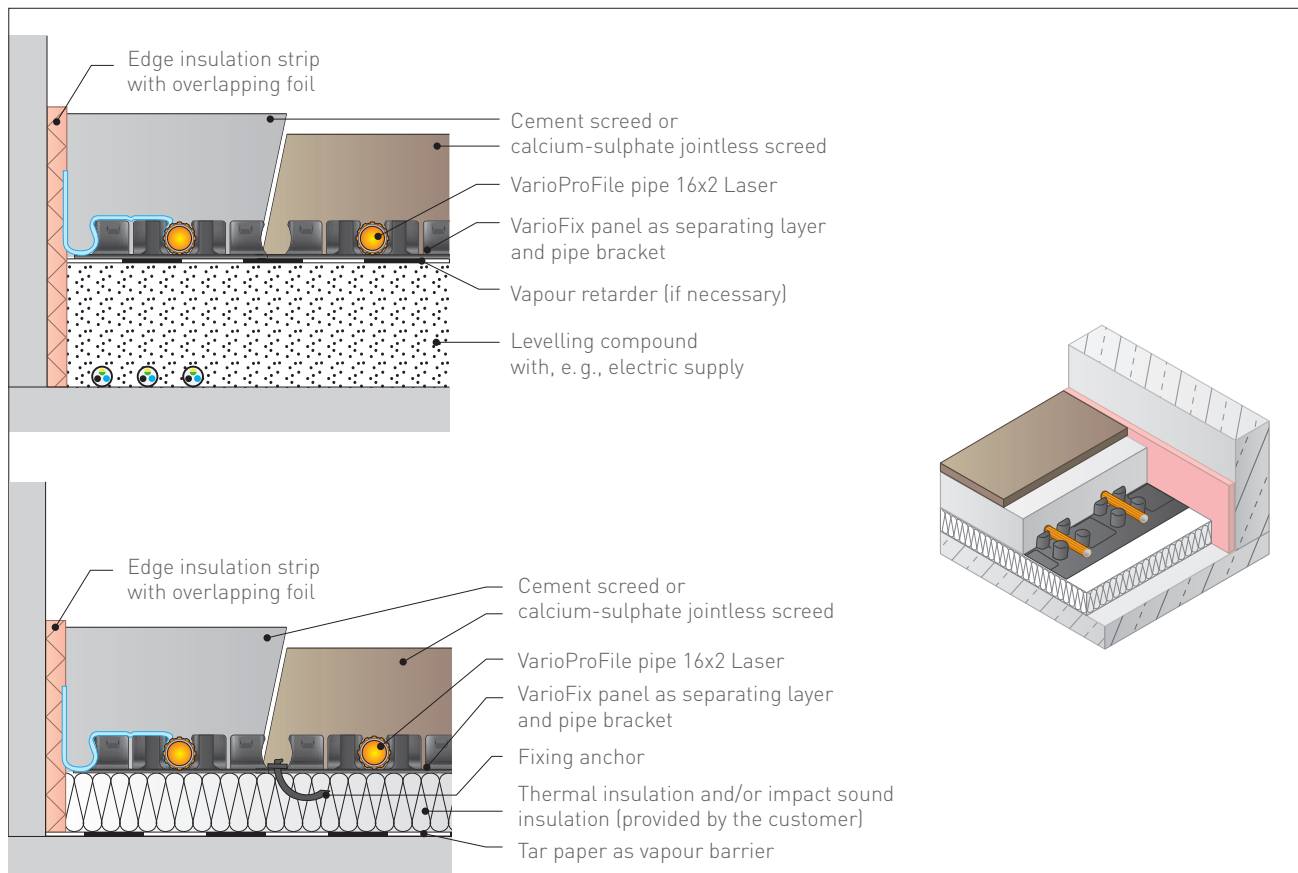 Edge insulation strip
with overlapping foil
Cement screed or
calcium-sulphate jointless screed
VarioProFile pipe 16x2 Laser
VarioFix panel as separating layer
and pipe bracket
Vapour retarder (if necessary)
Levelling compound
with, e. g., electric supply
Edge insulation strip
with overlapping foil
Cement screed or
calcium-sulphate jointless screed
VarioProFile pipe 16x2 Laser
VarioFix panel as separating layer
and pipe bracket
Fixing anchor
Thermal insulation and/or impact sound
insulation (provided by the customer)
Tar paper as vapour barrier